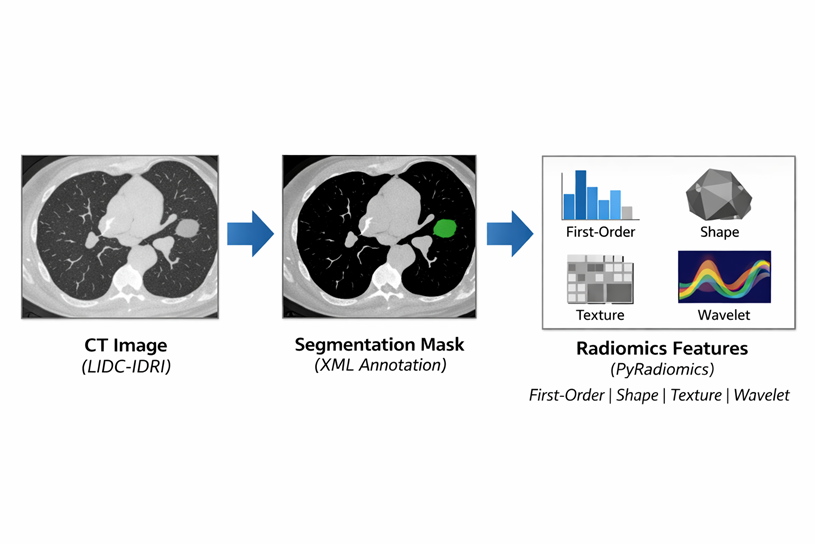 First-Order
Shape
Texture
Wavelet
CT Image
(LIDC-IDRI)
Segmentation Mask
(XML Annotation)
Radiomics Features
(PyRadiomics)
First-Order | Shape | Texture | Wavelet